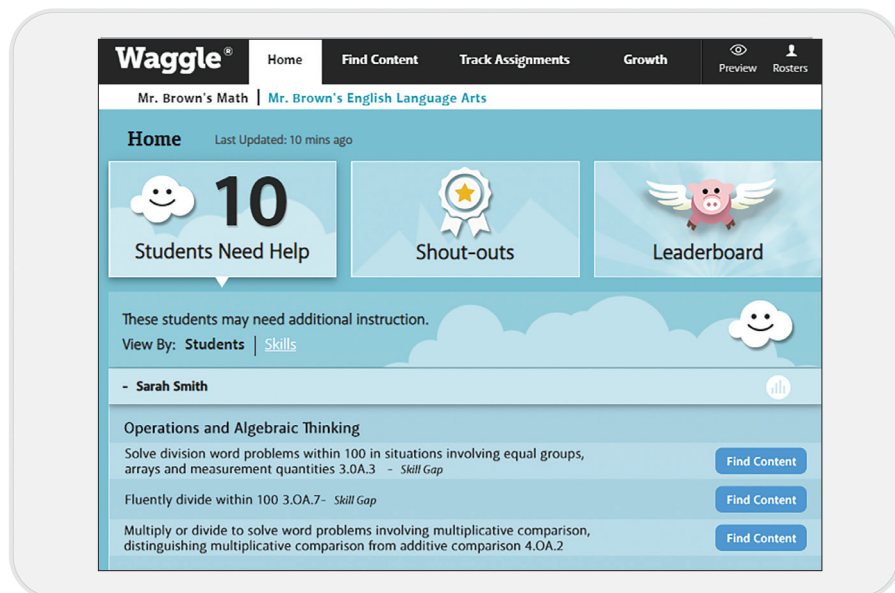 Waggle®
Home
Find Content
Track Assignments
Growth
Preview
Rosters
Mr. Brown's Math | Mr. Brown's English Language Arts
Home
Last Updated: 10 mins ago
10
Students Need Help
Shout-outs
Leaderboard
These students may need additional instruction.
View By: Students | Skills
- Sarah Smith
Operations and Algebraic Thinking
Solve division word problems within 100 in situations involving equal groups,
arrays and measurement quantities 3.0A.3 - Skill Gap
Find Content
Fluently divide within 100 3.OA.7- Skill Gap
Find Content
Multiply or divide to solve word problems involving multiplicative comparison,
distinguishing multiplicative comparison from additive comparison 4.OA.2
Find Content